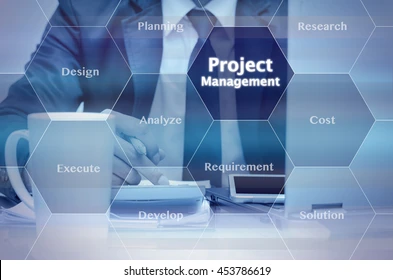 Planning
Research
Design
Project
Management
Analyze
Cost
Execute
Requirement
Develop
Solution
shutterstock.com · 453786619